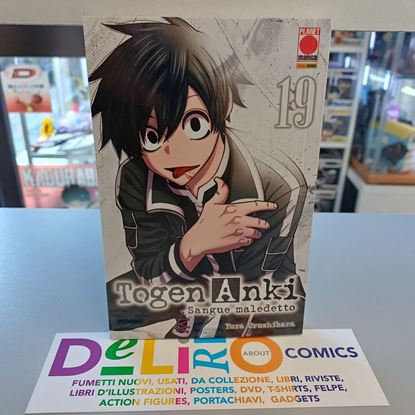 PLANET
manga
19
Togen Anki
Sangue maledetto
Yura Urushibara
KAGURABA
DeLiRiO ABOUT COMICS
FUMETTI NUOVI, USATI, DA COLLEZIONE, LIBRI, RIVISTE,
LIBRI D'ILLUSTRAZIONI, POSTERS, DVD, T-SHIRTS, FELPE,
ACTION FIGURES, PORTACHIAVI, GADGETS